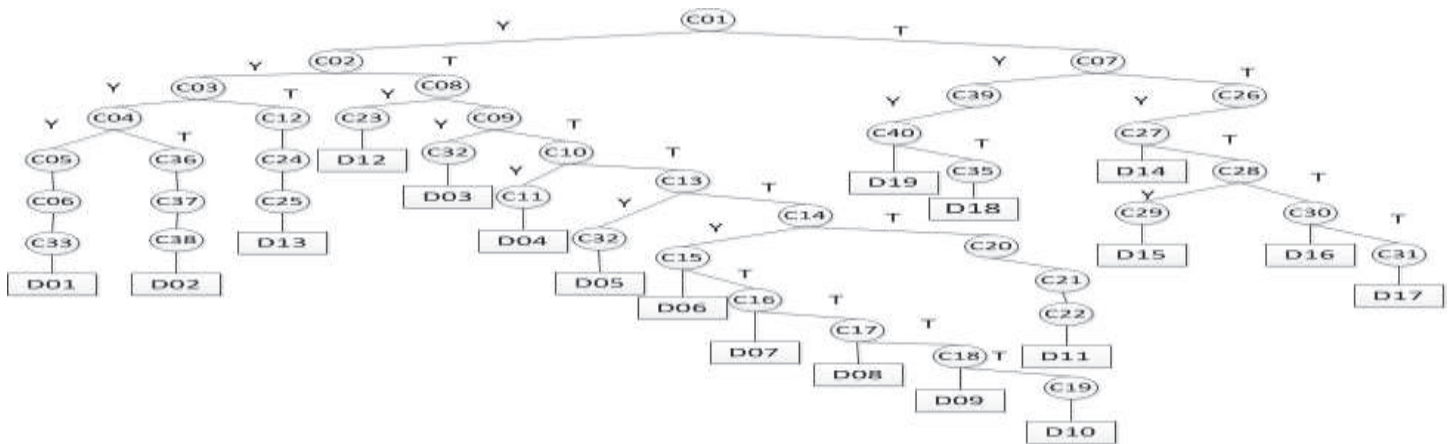 C01
Y T
C02 C07
Y T Y T
C03 C08 C39 C26
Y T Y Y Y
C04 C12 C23 C09 C40 C27
Y T Y T T T
C05 C36 C24 D12 C32 C10 D19 C35 D14 C28
Y T Y T
C06 C37 C25 D03 C11 C13 D18 C29 C30
Y T T
C33 C38 D13 D04 C32 C14 D15 D16 C31
Y T
D01 D02 D05 C15 C20 D17
T
D06 C16 C21
T
D07 C17 C22
T
D08 C18 D11
T
D09 C19
D10